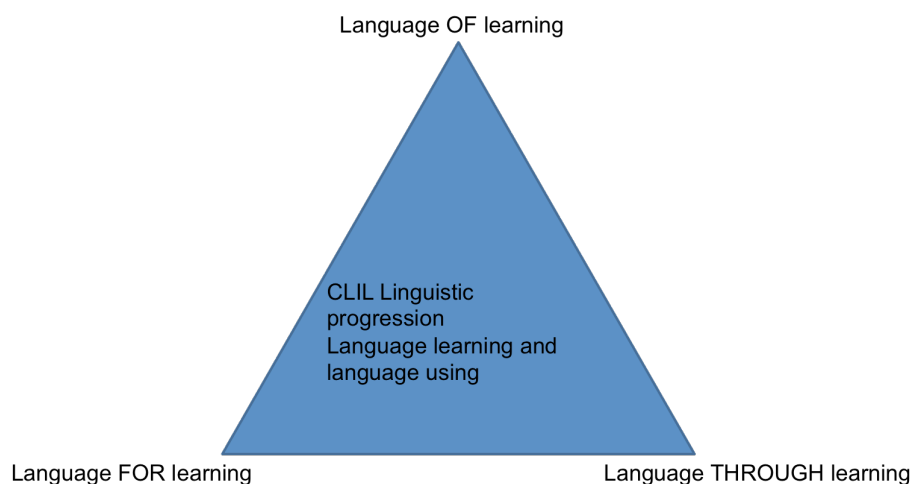 Language OF learning
CLIL Linguistic
progression
Language learning and
language using
Language FOR learning
Language THROUGH learning